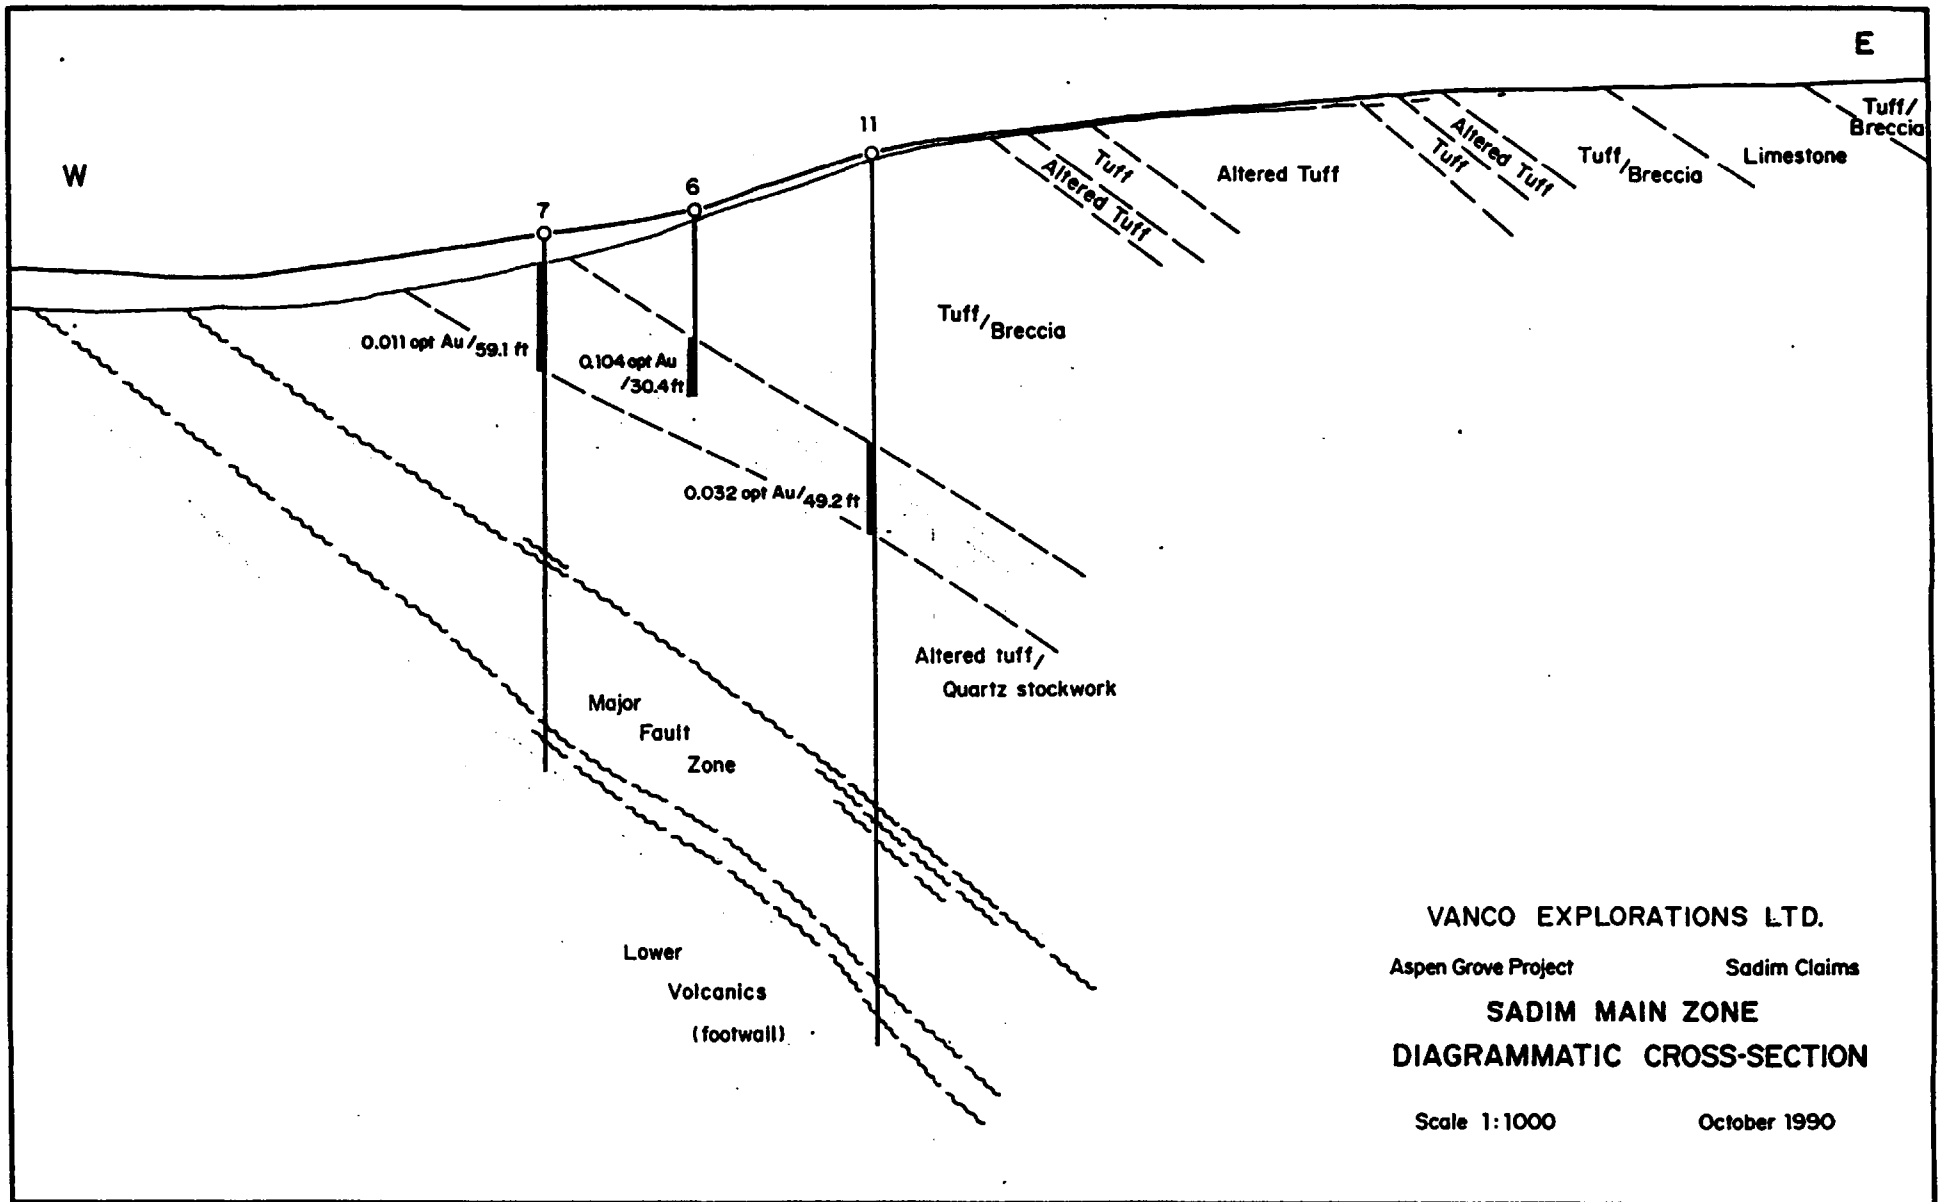 E
W
11
6
7
Tuff/
Breccia
Altered Tuff
Tuff
Tuff/
Breccia
Limestone
Tuff
Altered Tuff
Altered Tuff
Tuff/
Breccia
0.011 opt Au/59.1 ft
0.104 opt Au
/30.4 ft
0.032 opt Au/49.2 ft
Altered tuff/
Quartz stockwork
Major
Fault
Zone
Lower
Volcanics
(footwall)
VANCO EXPLORATIONS LTD.
Aspen Grove Project Sadim Claims
SADIM MAIN ZONE
DIAGRAMMATIC CROSS-SECTION
Scale 1:1000 October 1990